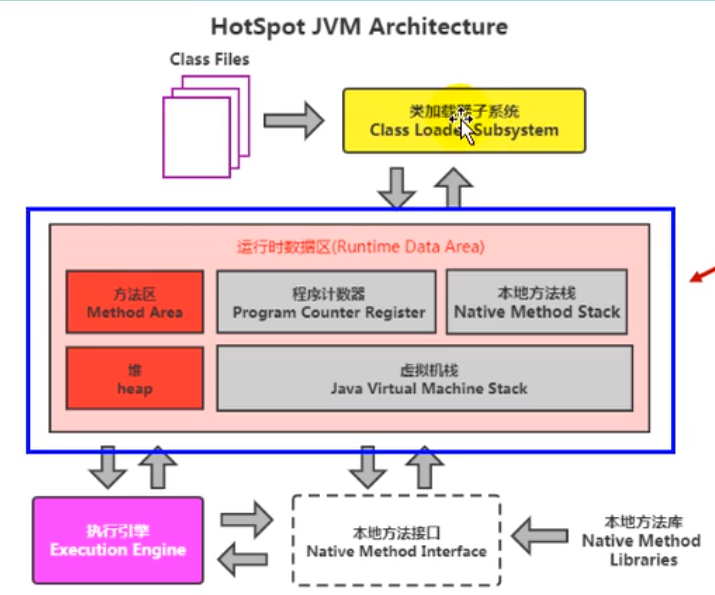 HotSpot JVM Architecture
Class Files
类加载器子系统
Class Loader Subsystem
运行时数据区(Runtime Data Area)
方法区
Method Area
程序计数器
Program Counter Register
本地方法栈
Native Method Stack
堆
heap
虚拟机栈
Java Virtual Machine Stack
执行引擎
Execution Engine
本地方法接口
Native Method Interface
本地方法库
Native Method
Libraries